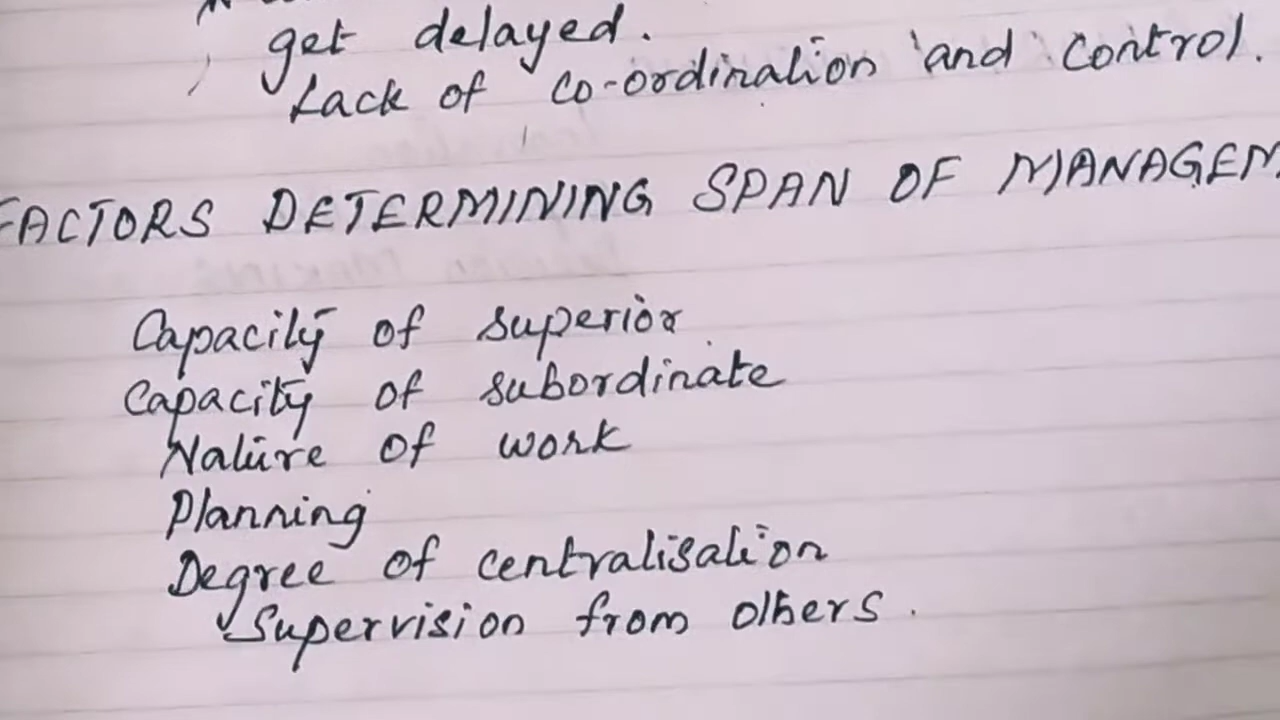 get delayed.
Lack of co-ordination and control.
FACTORS DETERMINING SPAN OF MANAGEM
Capacity of superior
Capacity of subordinate
Nature of work
Planning
Degree of centralisation
Supervision from others.